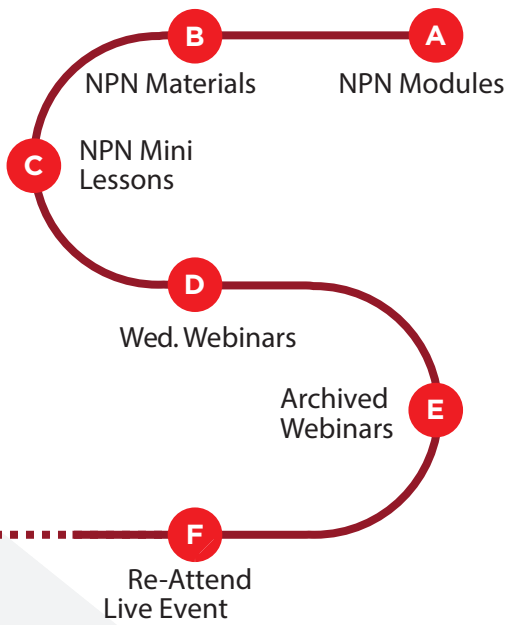 B
A
NPN Materials
NPN Modules
C
NPN Mini
Lessons
D
Wed. Webinars
Archived
Webinars
E
F
Re-Attend
Live Event